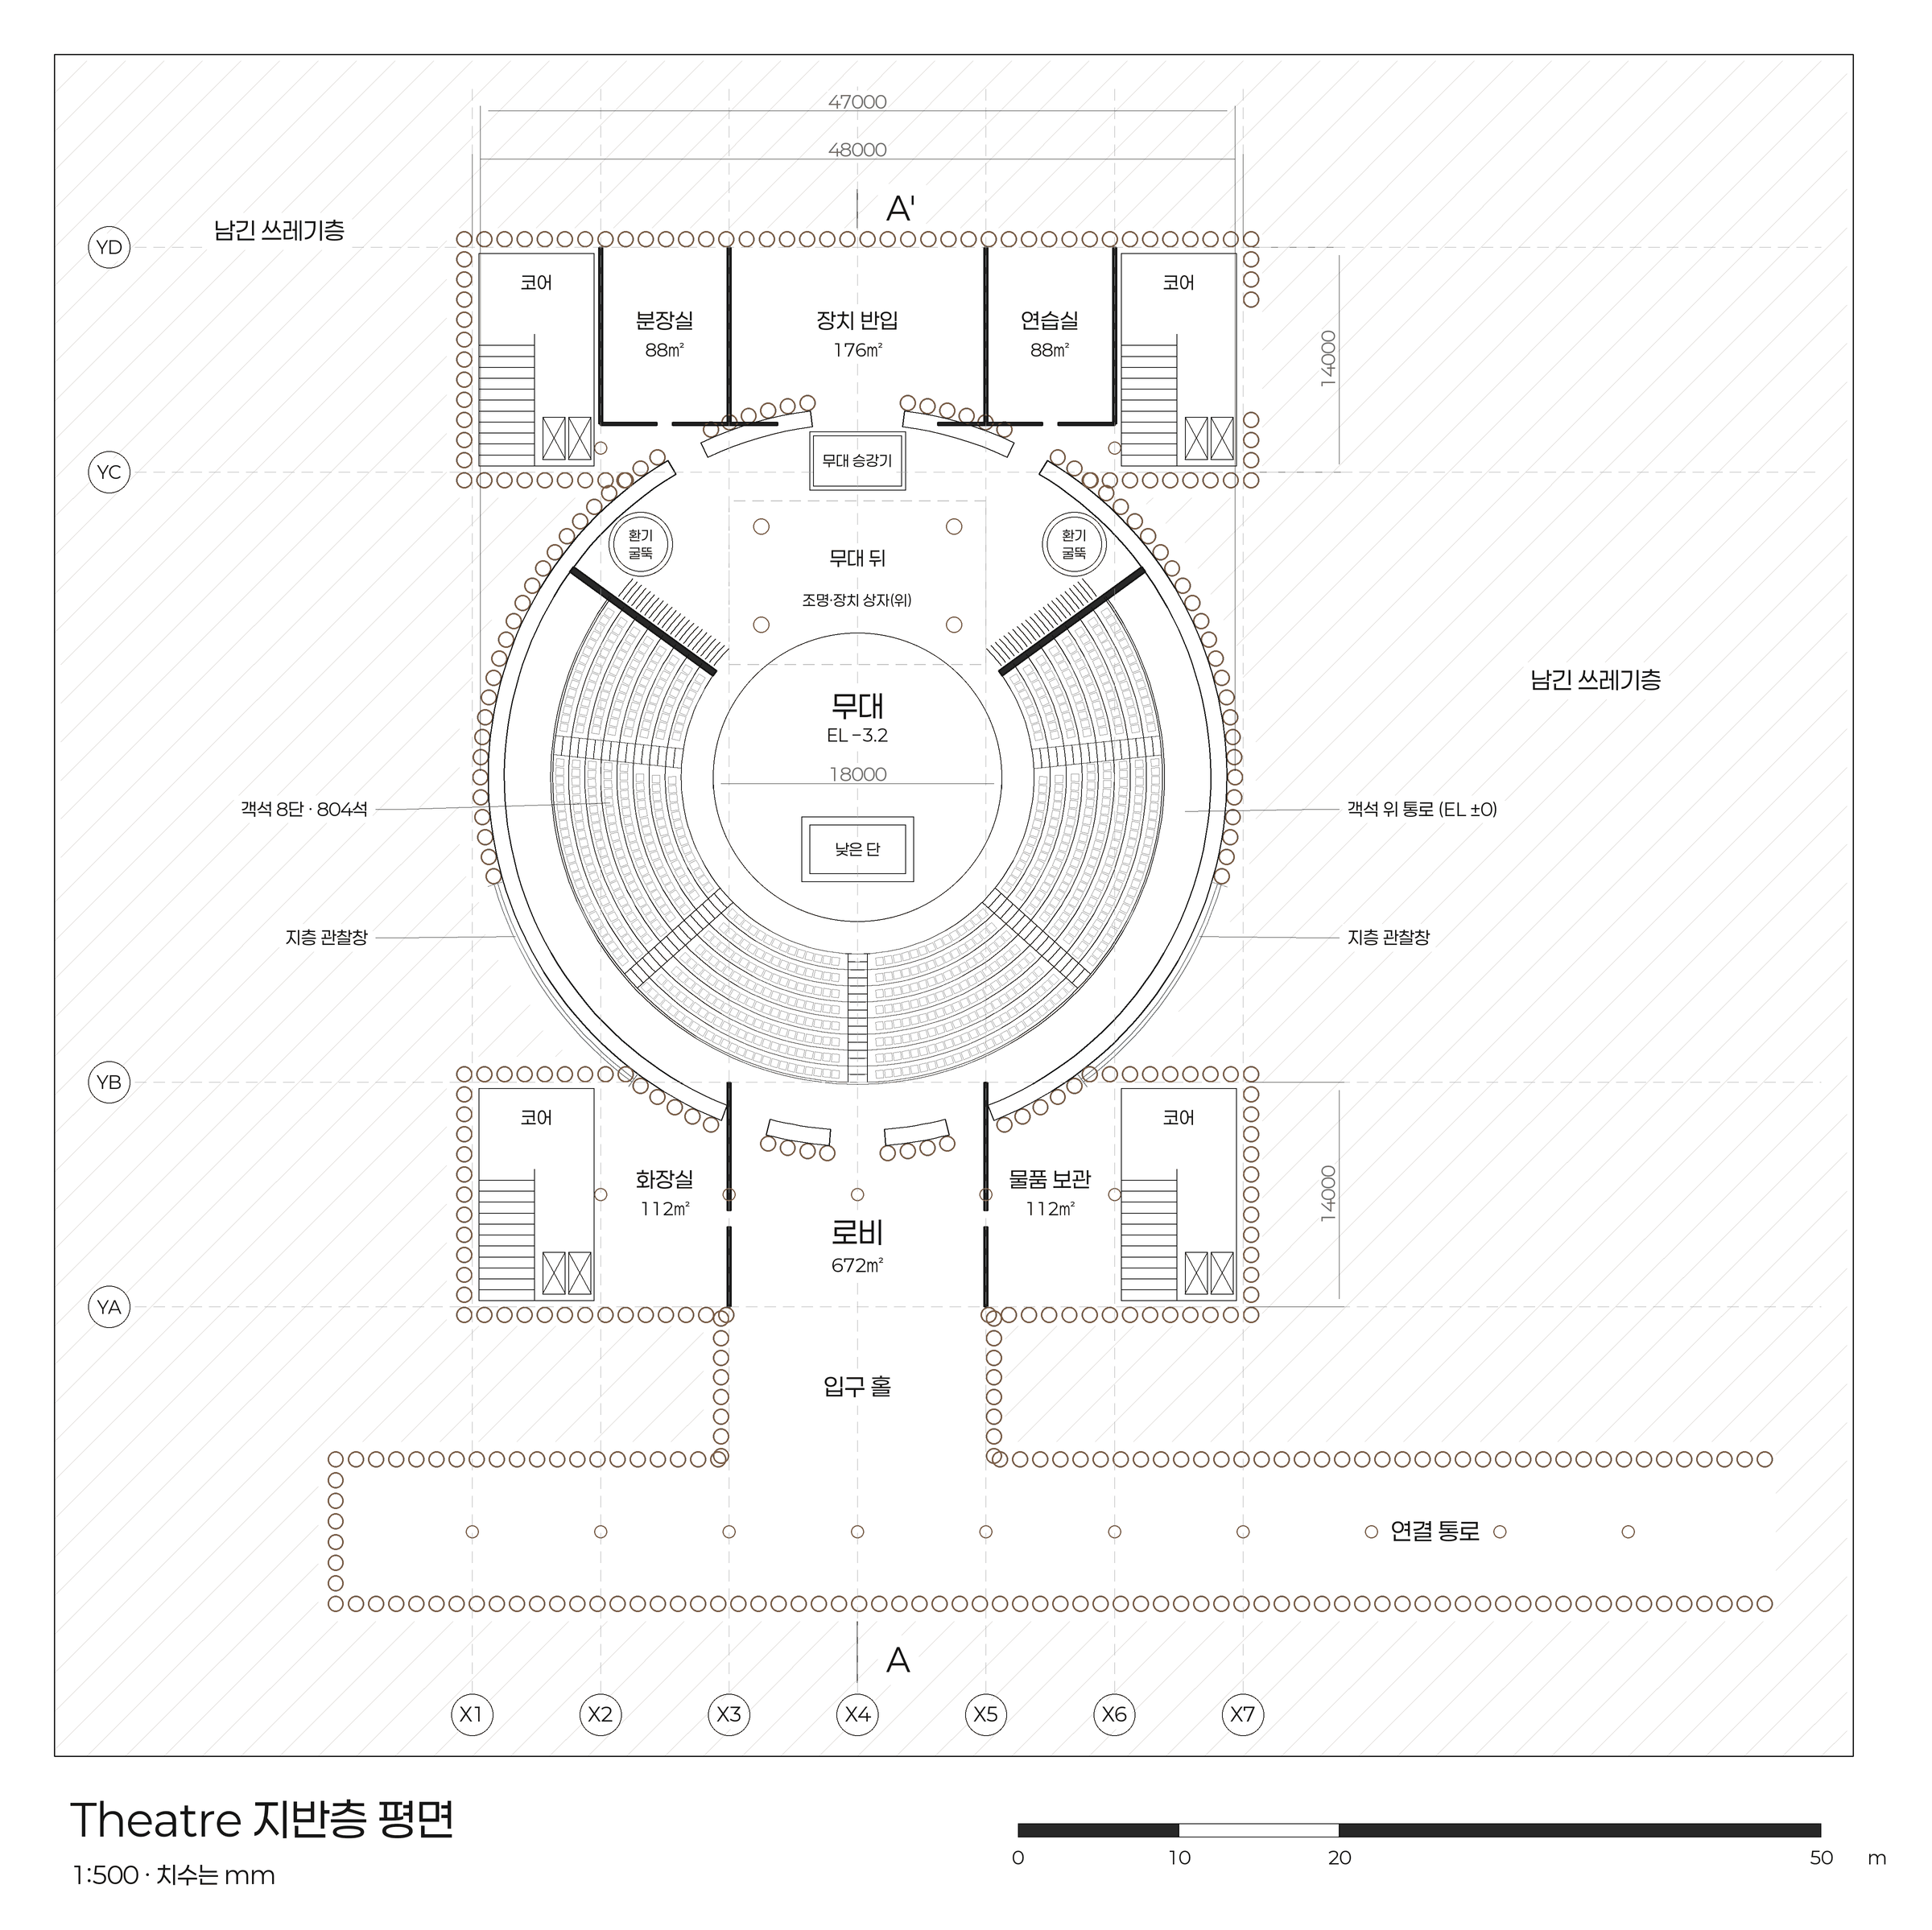 47000
48000
A'
남긴 쓰레기층
YD
코어
코어
분장실
88㎡
장치 반입
176㎡
연습실
88㎡
14000
무대 승강기
YC
환기
굴뚝
환기
굴뚝
무대 뒤
조명·장치 상자(위)
남긴 쓰레기층
무대
EL −3.2
18000
객석 8단 · 804석
객석 위 통로 (EL ±0)
낮은 단
지층 관찰창
지층 관찰창
YB
코어
코어
화장실
112㎡
물품 보관
112㎡
14000
로비
672㎡
YA
입구 홀
연결 통로
A
X1
X2
X3
X4
X5
X6
X7
Theatre 지반층 평면
1:500 · 치수는 mm
0
10
20
50
m